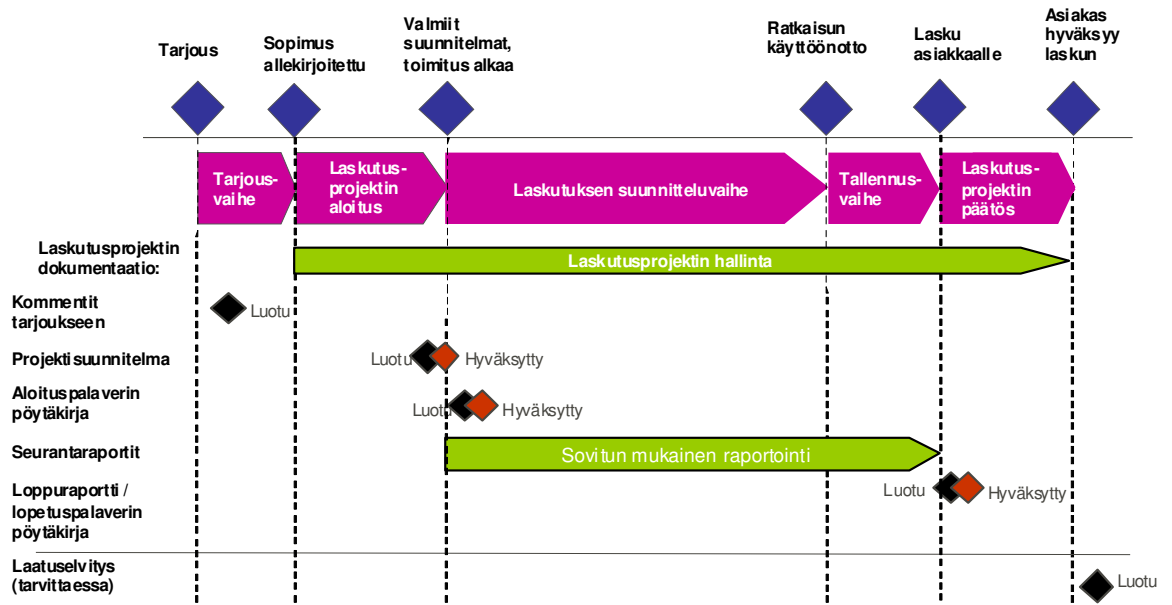 Tarjous
Sopimus
allekirjoitettu
Valmiit
suunnitelmat,
toimitus alkaa
Ratkaisun
käyttöönotto
Lasku
asiakkaalle
Asiakas
hyväksyy
laskun
Tarjous-
vaihe
Laskutus-
projektin
aloitus
Laskutuksen suunnitteluvaihe
Tallennus-
vaihe
Laskutus-
projektin
päätös
Laskutusprojektin
dokumentaatio:
Laskutusprojektin hallinta
Kommentit
tarjoukseen
Luotu
Projektisuunnitelma
Luotu
Hyväksytty
Aloituspalaverin
pöytäkirja
Luotu
Hyväksytty
Seurantaraportit
Sovitun mukainen raportointi
Loppuraportti /
lopetuspalaverin
pöytäkirja
Luotu
Hyväksytty
Laatuselvitys
(tarvittaessa)
Luotu